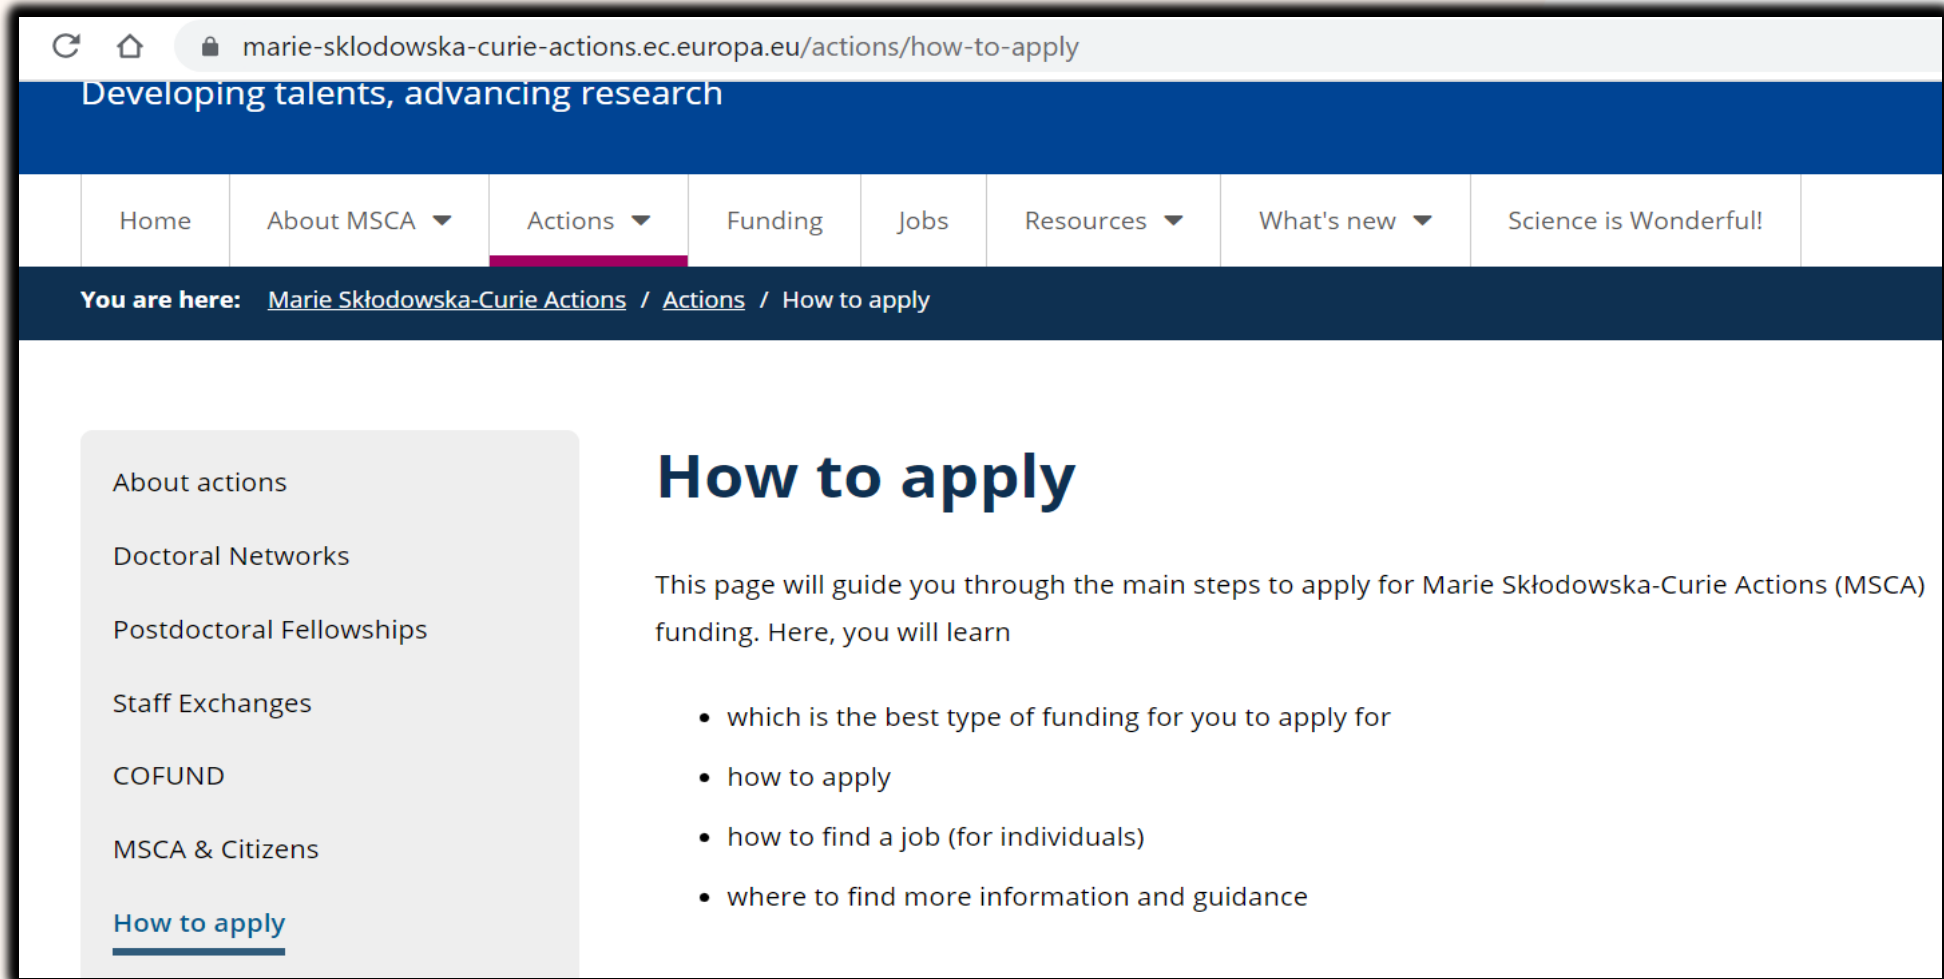 marie-sklodowska-curie-actions.ec.europa.eu/actions/how-to-apply
Developing talents, advancing research
Home About MSCA Actions Funding Jobs Resources What's new Science is Wonderful!
You are here: Marie Skłodowska-Curie Actions / Actions / How to apply
About actions
Doctoral Networks
Postdoctoral Fellowships
Staff Exchanges
COFUND
MSCA & Citizens
How to apply
How to apply
This page will guide you through the main steps to apply for Marie Skłodowska-Curie Actions (MSCA)
funding. Here, you will learn
• which is the best type of funding for you to apply for
• how to apply
• how to find a job (for individuals)
• where to find more information and guidance